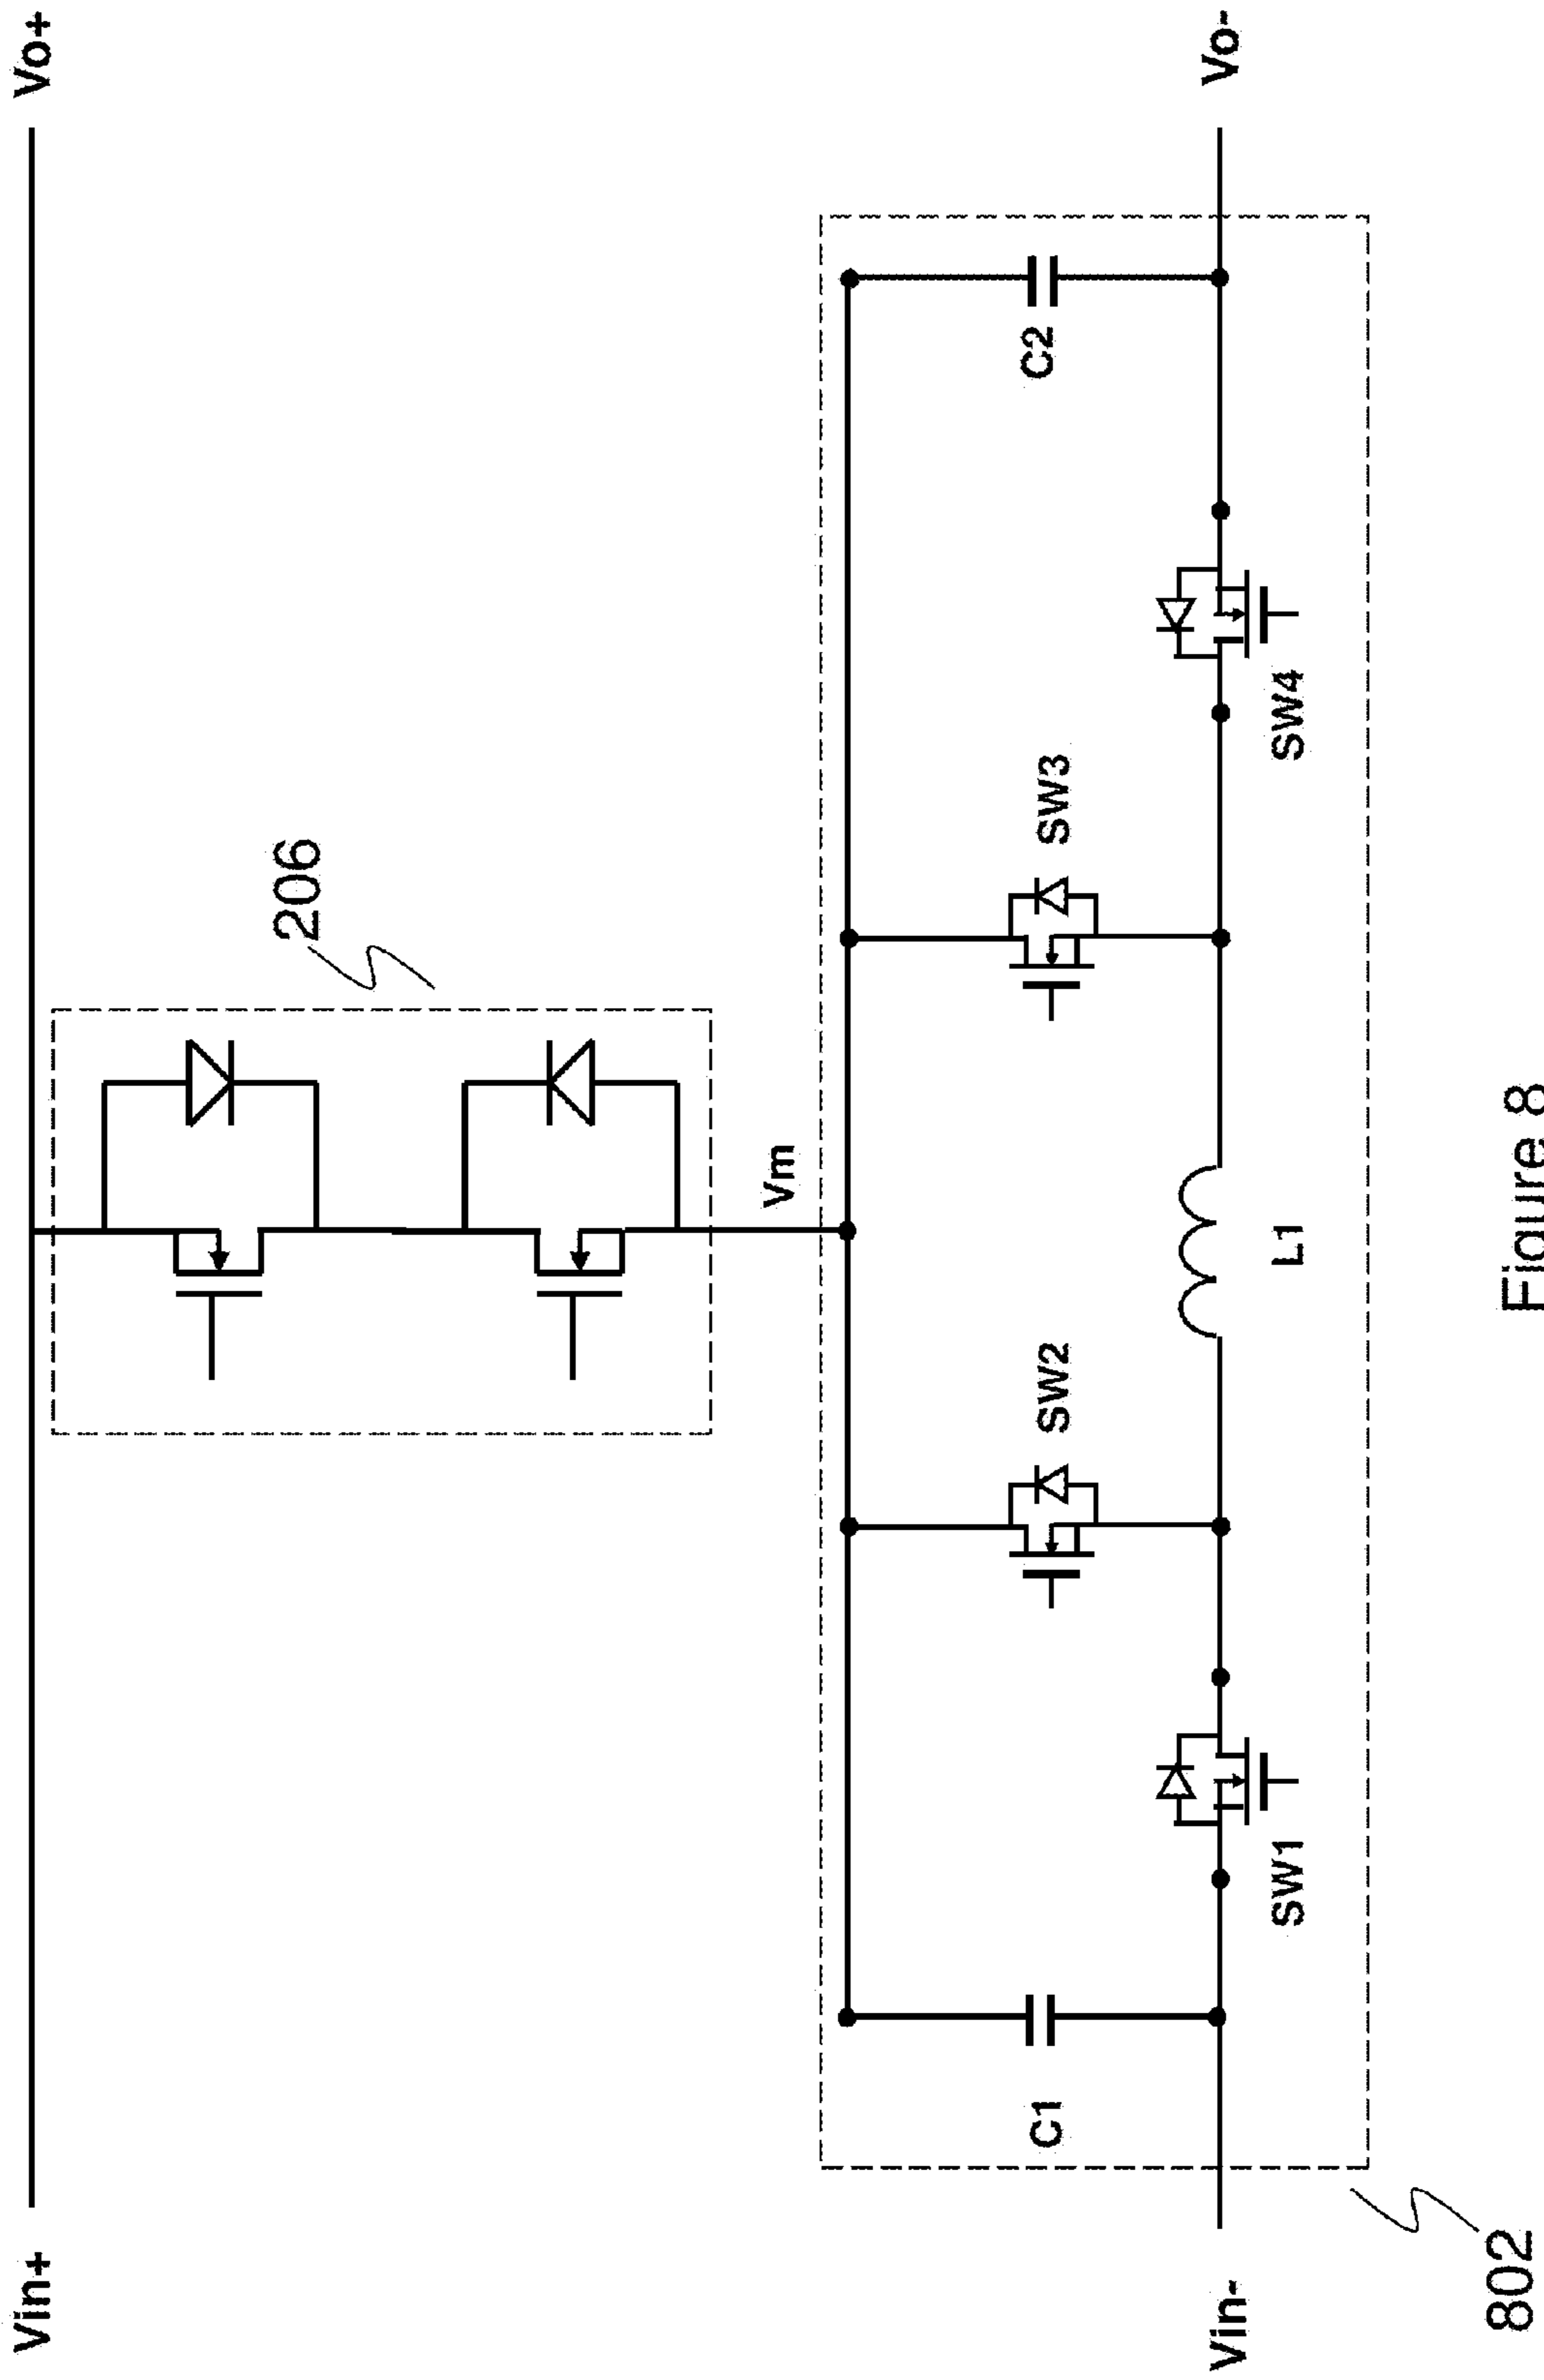 Vin+
Vo+
206
Vm
C1
SW2
SW3
C2
SW1
L1
SW4
Vin-
Vo-
802
Figure 8